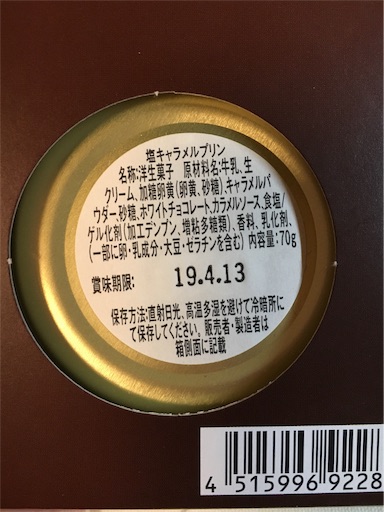 塩キャラメルプリン
名称:洋生菓子 原材料名:牛乳、生
クリーム、加糖卵黄(卵黄、砂糖)、キャラメルパ
ウダー、砂糖、ホワイトチョコレート、カラメルソース、食塩/
ゲル化剤(加工デンプン、増粘多糖類)、香料、乳化剤、
(一部に卵・乳成分・大豆・ゼラチンを含む) 内容量:70g
賞味期限: 19.4.13
保存方法:直射日光、高温多湿を避けて冷暗所に
て保存してください。販売者・製造者は
箱側面に記載
4 515996 9228